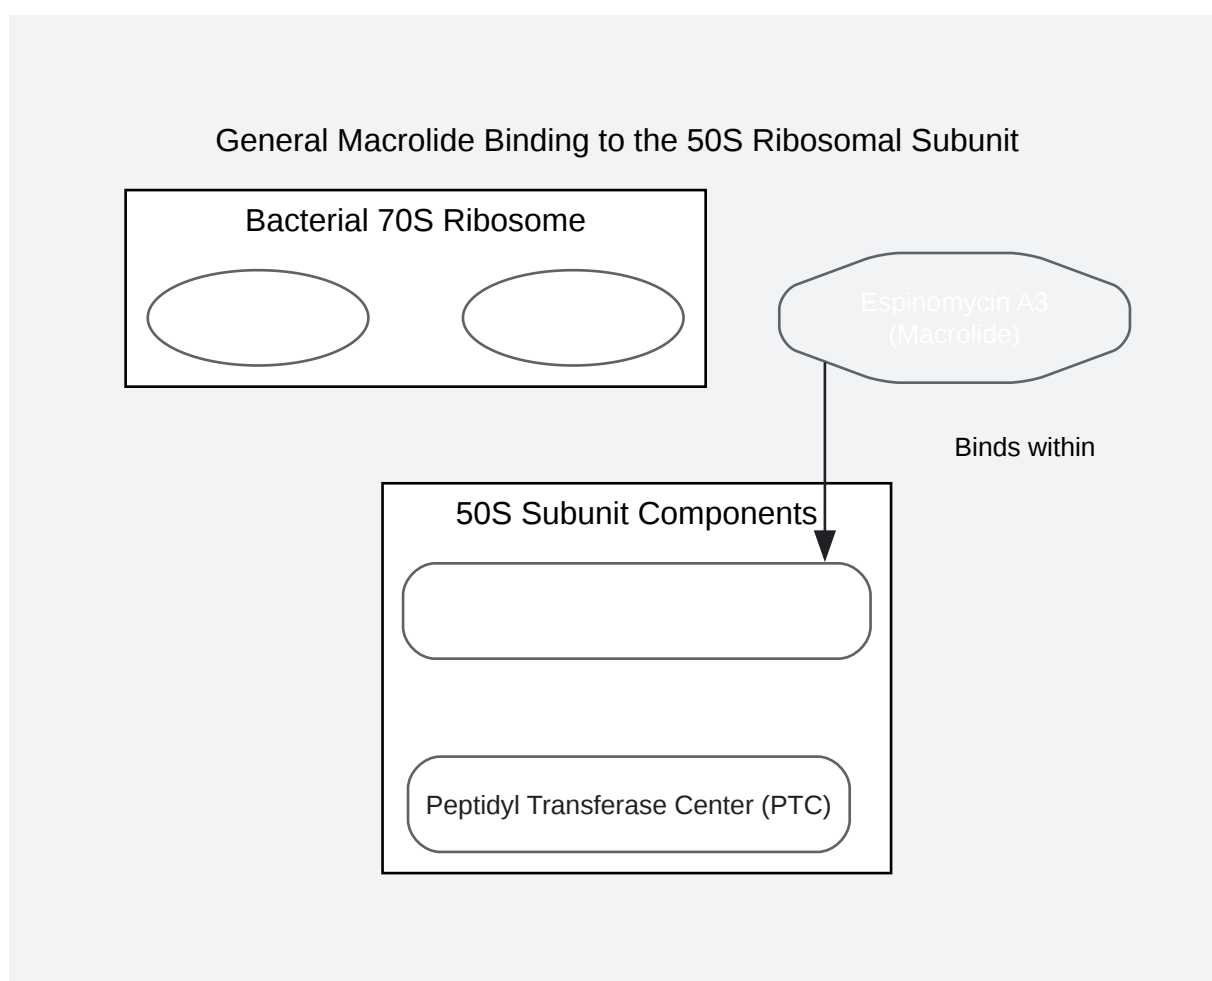 General Macrolide Binding to the 50S Ribosomal Subunit
Bacterial 70S Ribosome
Espinomycin A3
(Macrolide)
Binds within
50S Subunit Components
Peptidyl Transferase Center (PTC)